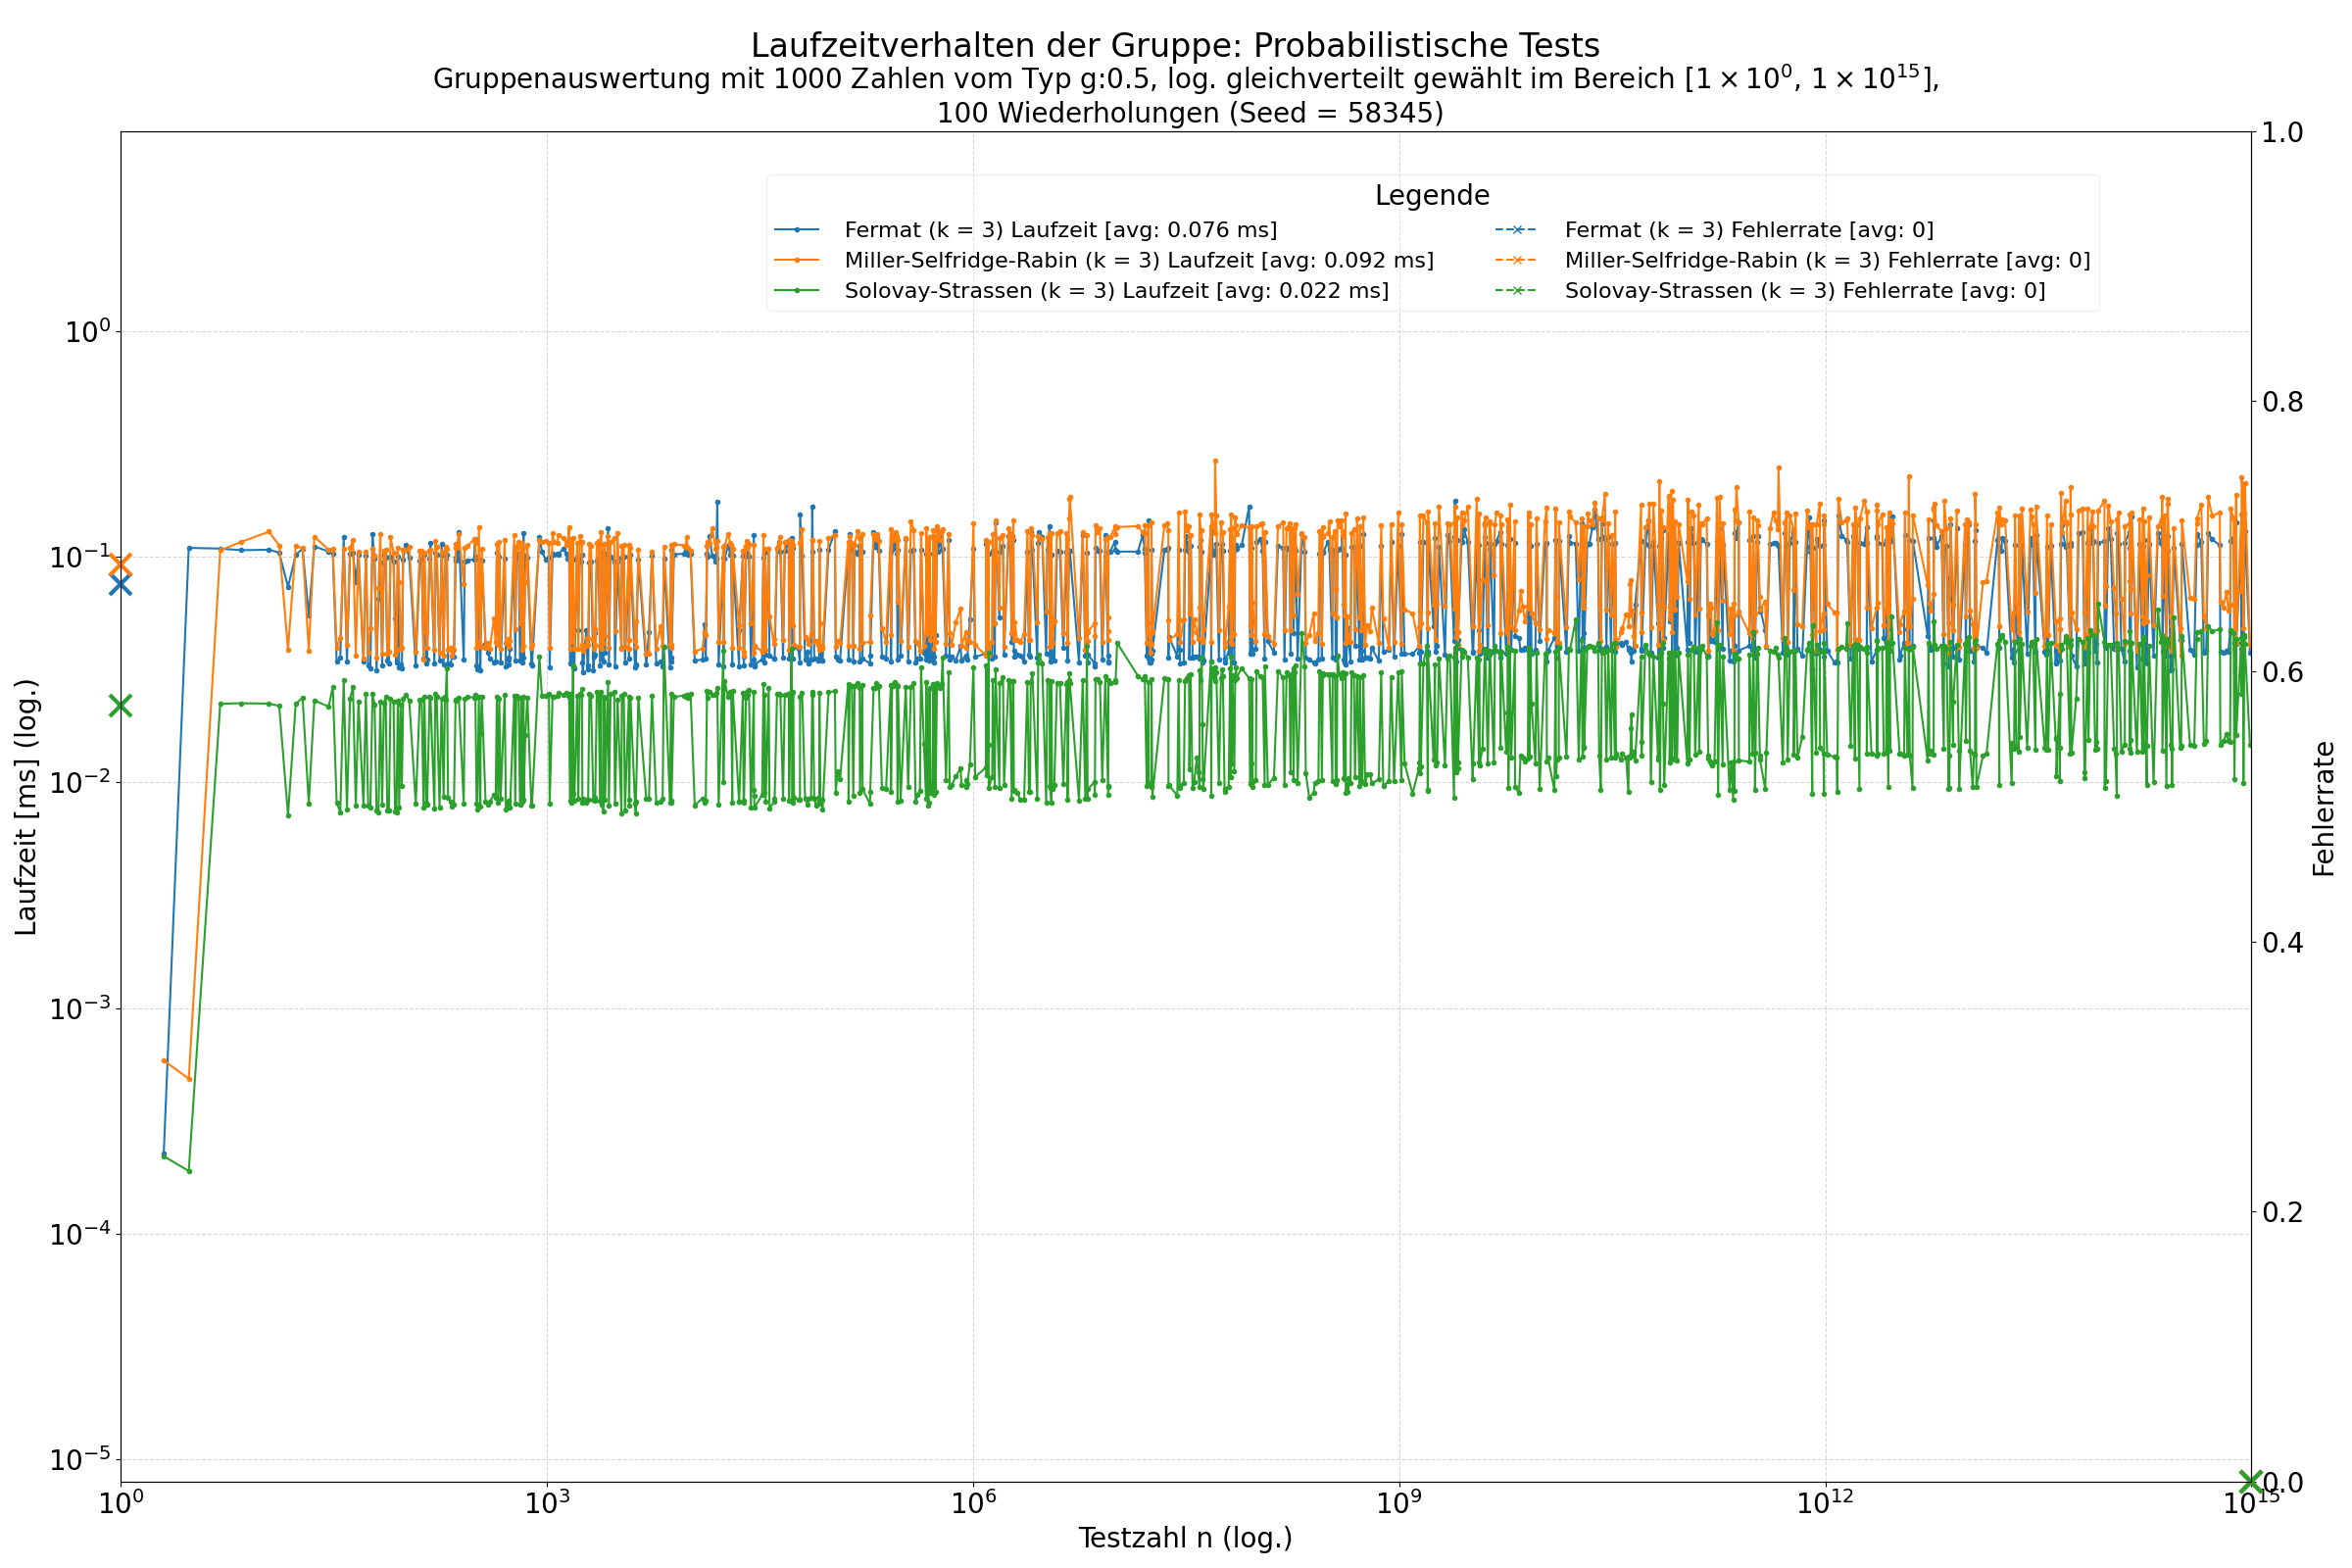 Laufzeitverhalten der Gruppe: Probabilistische Tests
Gruppenauswertung mit 1000 Zahlen vom Typ g:0.5, log. gleichverteilt gewählt im Bereich [1 × 10⁰, 1 × 10¹⁵],
100 Wiederholungen (Seed = 58345)
Legende
Fermat (k = 3) Laufzeit [avg: 0.076 ms]
Miller-Selfridge-Rabin (k = 3) Laufzeit [avg: 0.092 ms]
Solovay-Strassen (k = 3) Laufzeit [avg: 0.022 ms]
Fermat (k = 3) Fehlerrate [avg: 0]
Miller-Selfridge-Rabin (k = 3) Fehlerrate [avg: 0]
Solovay-Strassen (k = 3) Fehlerrate [avg: 0]
Laufzeit [ms] (log.)
10⁰
10⁻¹
10⁻²
10⁻³
10⁻⁴
10⁻⁵
10⁰
10³
10⁶
10⁹
10¹²
10¹⁵
Testzahl n (log.)
1.0
0.8
0.6
0.4
0.2
0.0
Fehlerrate